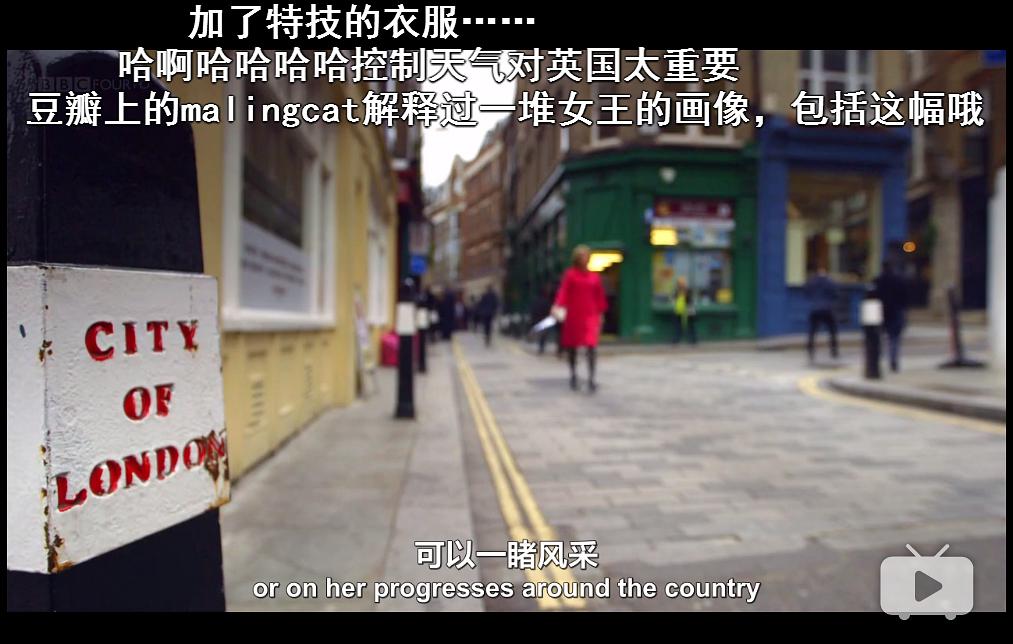 加了特技的衣服……
哈啊哈哈哈哈控制天气对英国太重要
豆瓣上的malingcat解释过一堆女王的画像，包括这幅哦
BBC FOUR
CITY
OF
LONDON
可以一睹风采
or on her progresses around the country